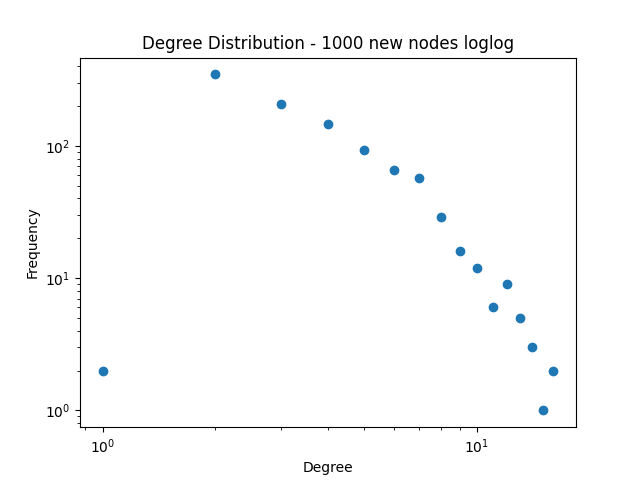 Degree Distribution - 1000 new nodes loglog
Frequency
10²
10¹
10⁰
10⁰ 10¹
Degree